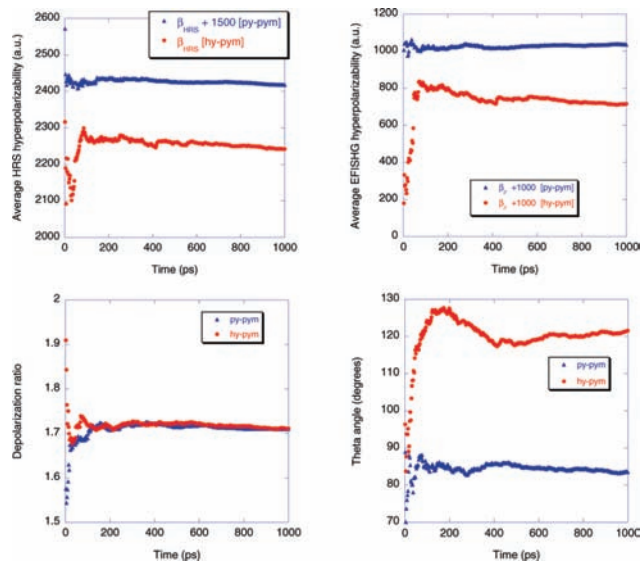 Average HRS hyperpolarizability (a.u.)
2600
2500
2400
2300
2200
2100
2000
β HRS + 1500 [py-pym]
β HRS [hy-pym]
0 200 400 600 800 1000
Time (ps)
Average EFISHG hyperpolarizability (a.u.)
1200
1000
800
600
400
200
0
β +1000 [py-pym]
β +1000 [hy-pym]
0 200 400 600 800 1000
Time (ps)
Depolarization ratio
2
1.9
1.8
1.7
1.6
1.5
py-pym
hy-pym
0 200 400 600 800 1000
Time (ps)
Theta angle (degrees)
130
120
110
100
90
80
70
py-pym
hy-pym
0 200 400 600 800 1000
Time (ps)